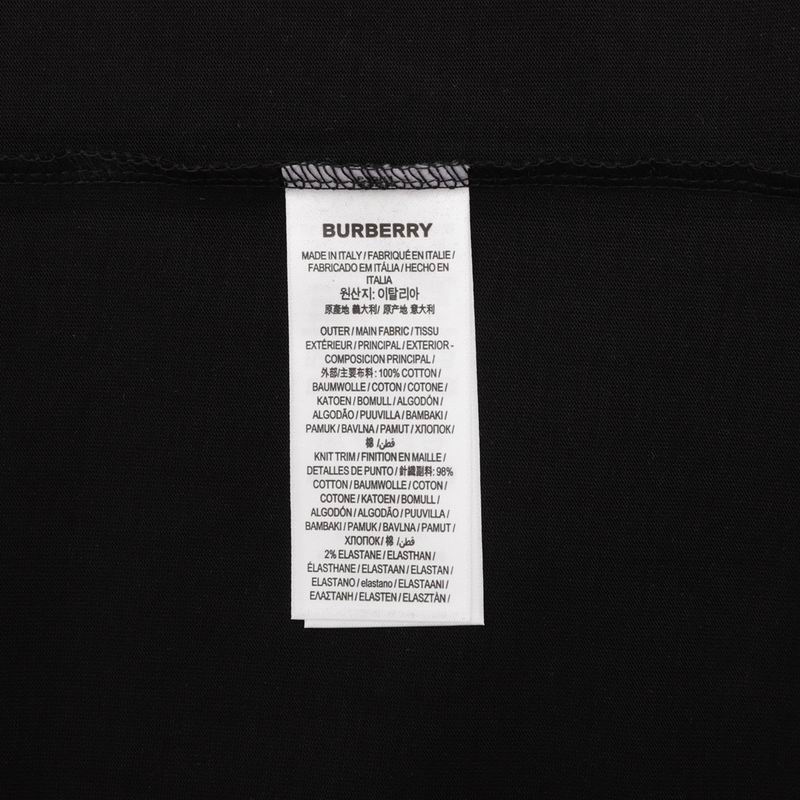 BURBERRY
MADE IN ITALY / FABRIQUÉ EN ITALIE /
FABRICADO EM ITÁLIA / HECHO EN
ITALIA
원산지: 이탈리아
原產地 義大利/ 原产地 意大利
OUTER / MAIN FABRIC / TISSU
EXTÉRIEUR / PRINCIPAL / EXTERIOR -
COMPOSICION PRINCIPAL /
外部/主要布料: 100% COTTON /
BAUMWOLLE / COTON / COTONE /
KATOEN / BOMULL / ALGODÓN /
ALGODÃO / PUUVILLA / BAMBAKI /
PAMUK / BAVLNA / PAMUT / ХЛОПОК /
棉 /قطن /
KNIT TRIM / FINITION EN MAILLE /
DETALLES DE PUNTO / 針織副料: 98%
COTTON / BAUMWOLLE / COTON /
COTONE / KATOEN / BOMULL /
ALGODÓN / ALGODÃO / PUUVILLA /
BAMBAKI / PAMUK / BAVLNA / PAMUT /
ХЛОПОК / 棉 /قطن /
2% ELASTANE / ELASTHAN /
ÉLASTHANE / ELASTAAN / ELASTAN /
ELASTANO / elastano / ELASTAANI /
ΕΛΑΣΤΑΝΗ / ELASTEN / ELASZTÁN /